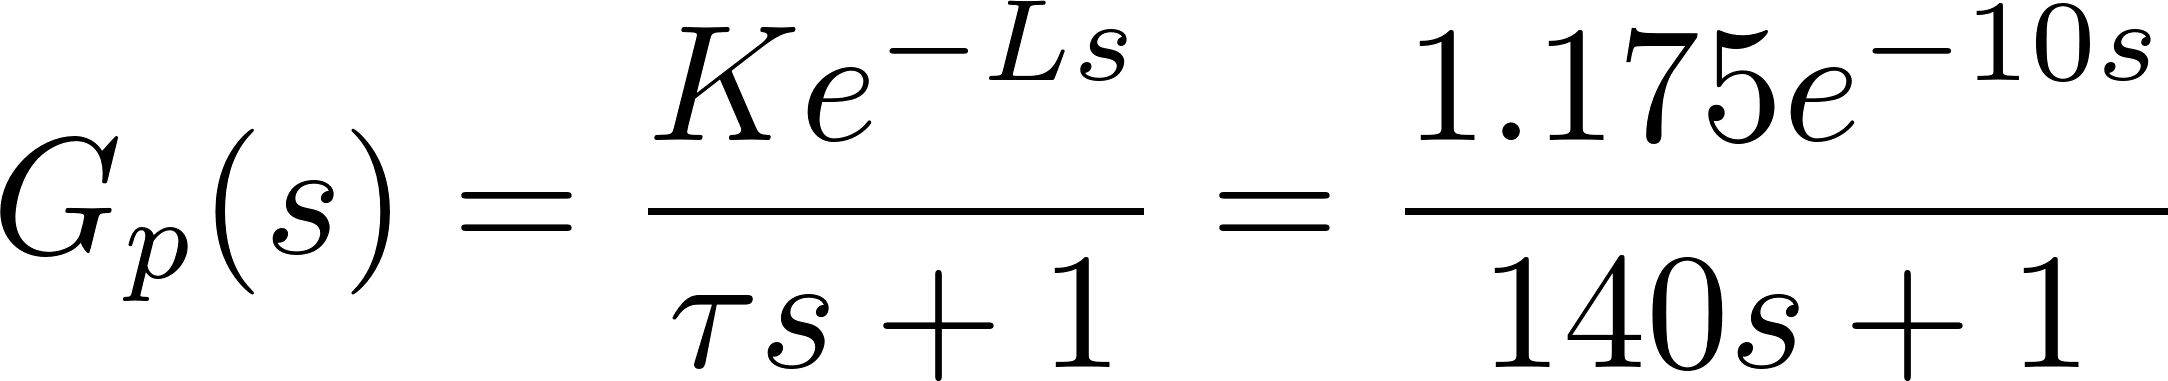 $G_p(s) = \frac{Ke^{-Ls}}{\tau s + 1} = \frac{1.175e^{-10s}}{140s + 1}$